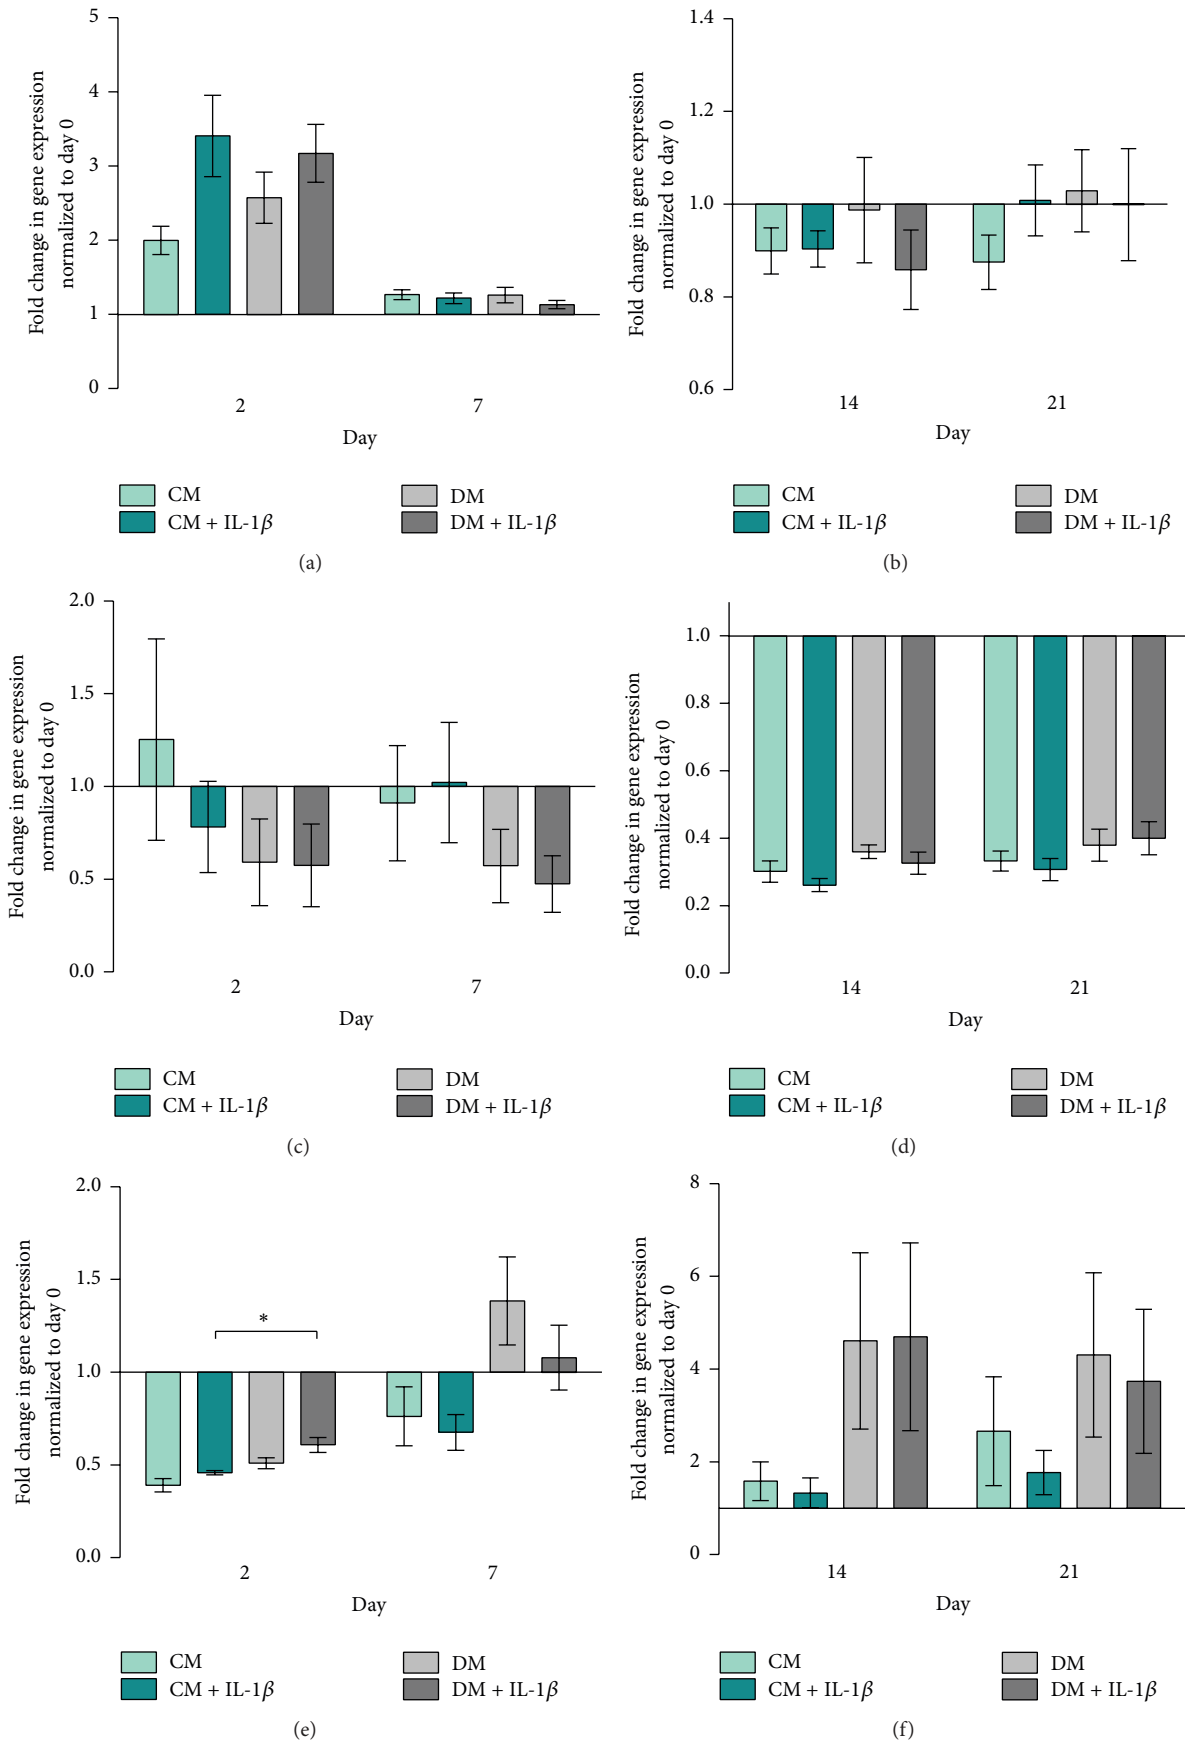 Fold change in gene expression
normalized to day 0
5
4
3
2
1
0
2
7
Day
CM
DM
CM + IL-1β
DM + IL-1β
(a)
Fold change in gene expression
normalized to day 0
1.4
1.2
1.0
0.8
0.6
14
21
Day
CM
DM
CM + IL-1β
DM + IL-1β
(b)
Fold change in gene expression
normalized to day 0
2.0
1.5
1.0
0.5
0.0
2
7
Day
CM
DM
CM + IL-1β
DM + IL-1β
(c)
Fold change in gene expression
normalized to day 0
1.0
0.8
0.6
0.4
0.2
0.0
14
21
Day
CM
DM
CM + IL-1β
DM + IL-1β
(d)
Fold change in gene expression
normalized to day 0
2.0
1.5
1.0
0.5
0.0
*
2
7
Day
CM
DM
CM + IL-1β
DM + IL-1β
(e)
Fold change in gene expression
normalized to day 0
8
6
4
2
0
14
21
Day
CM
DM
CM + IL-1β
DM + IL-1β
(f)